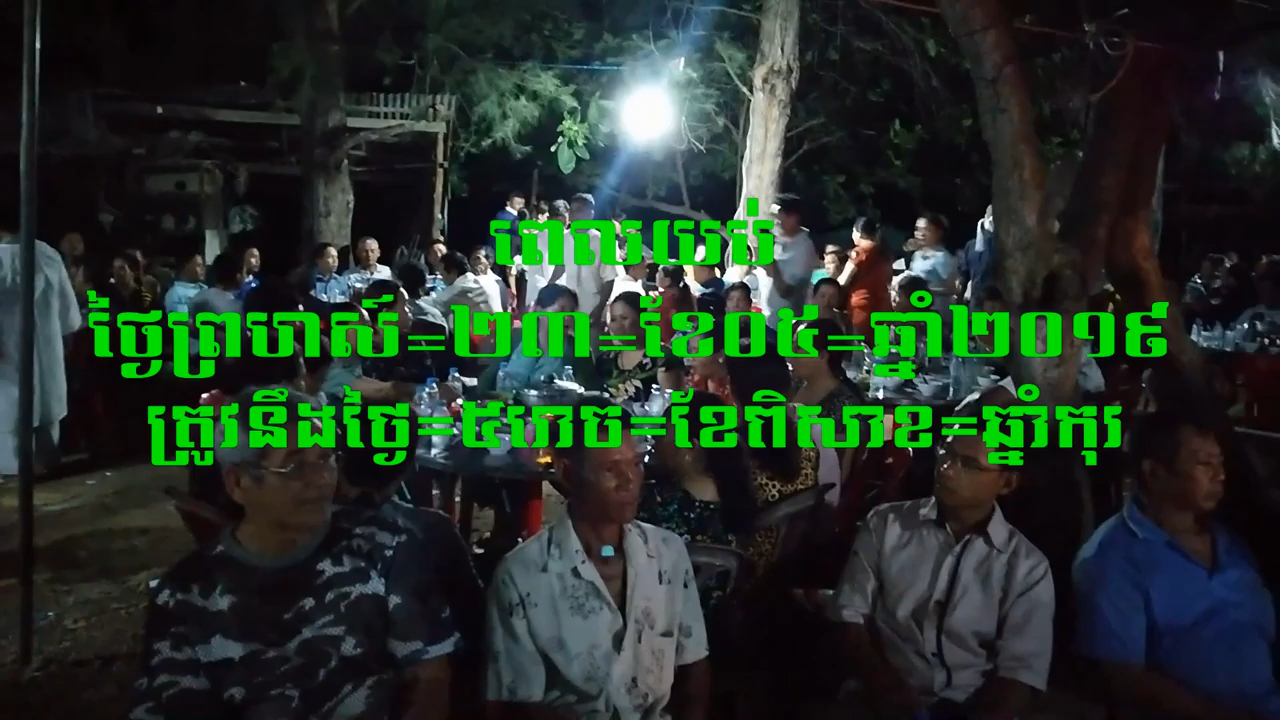 ពេលយប់
ថ្ងៃព្រហាស៍=២៣=ខែ០៥=ឆ្នាំ២០១៩
ត្រូវនឹងថ្ងៃ=៥រោច=ខែពិសាខ=ឆ្នាំកុរ